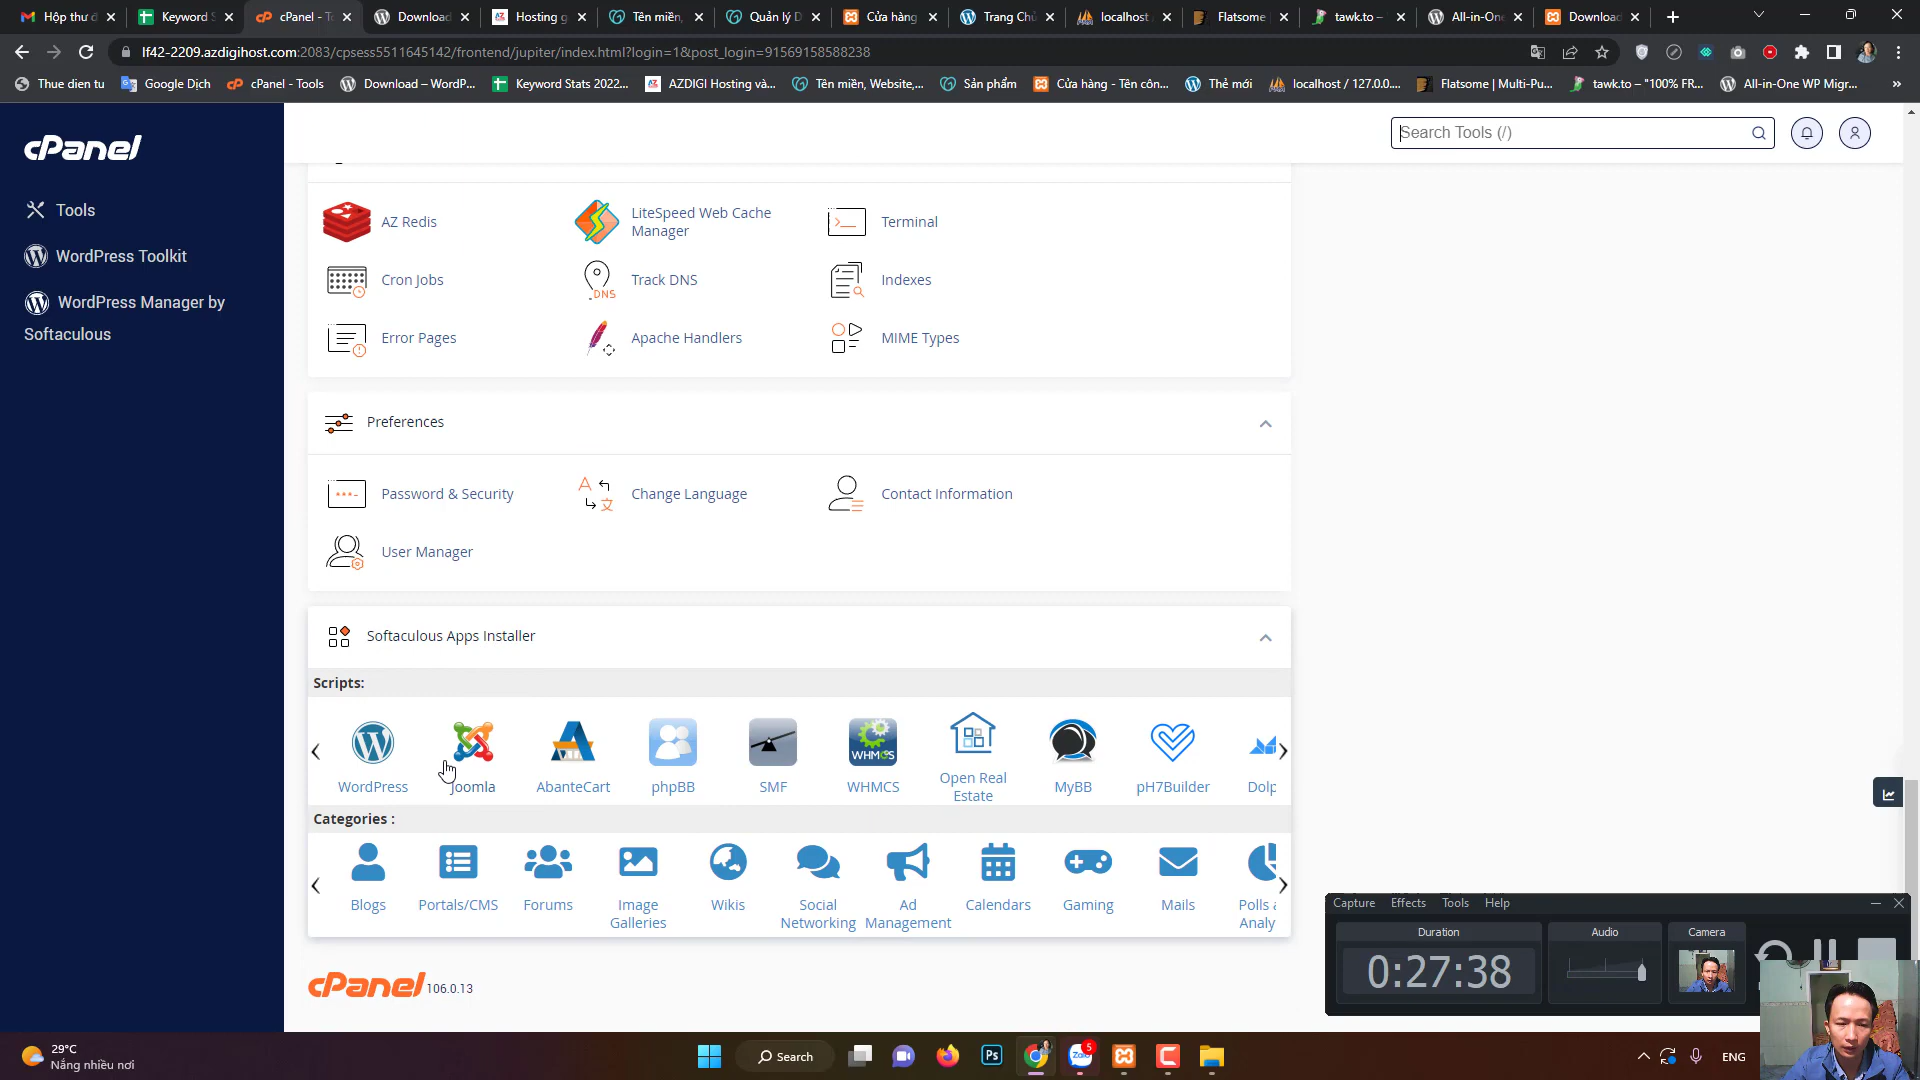 Hộp thư đ
Keyword S
cPanel - T
Download
Hosting g
Tên miền,
Quản lý D
Cửa hàng
Trang Chủ
localhost
Flatsome
tawk.to –
All-in-On
Download
lf42-2209.azdigihost.com:2083/cpsess5511645142/frontend/jupiter/index.html?login=1&post_login=91569158588238
Thue dien tu
Google Dịch
cPanel - Tools
Download – WordP...
Keyword Stats 2022...
AZDIGI Hosting và...
Tên miền, Website,...
Sản phẩm
Cửa hàng - Tên côn...
Thẻ mới
localhost / 127.0.0....
Flatsome | Multi-Pu...
tawk.to – "100% FR...
All-in-One WP Migr...
cPanel
Search Tools (/)
Tools
WordPress Toolkit
WordPress Manager by
Softaculous
AZ Redis
LiteSpeed Web Cache
Manager
Terminal
Cron Jobs
Track DNS
Indexes
Error Pages
Apache Handlers
MIME Types
Preferences
Password & Security
Change Language
Contact Information
User Manager
Softaculous Apps Installer
Scripts:
WordPress
Joomla
AbanteCart
phpBB
SMF
WHMCS
Open Real
Estate
MyBB
pH7Builder
Dolp
Categories :
Blogs
Portals/CMS
Forums
Image
Galleries
Wikis
Social
Networking
Ad
Management
Calendars
Gaming
Mails
Polls a
Analy
cPanel 106.0.13
Capture Effects Tools Help
Duration
Audio
Camera
0:27:38
29°C
Nắng nhiều nơi
Search
Ps
Zalo
5
ENG